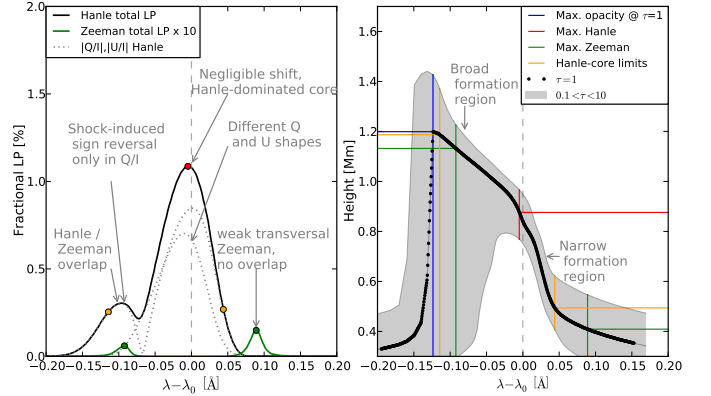 Hanle total LP
Zeeman total LP x 10
|Q/I|,|U/I| Hanle
Negligible shift,
Hanle-dominated core
Shock-induced
sign reversal
only in Q/I
Different Q
and U shapes
Hanle /
Zeeman
overlap
weak transversal
Zeeman,
no overlap
Fractional LP [%]
2.0
1.5
1.0
0.5
0.0
−0.20 −0.15 −0.10 −0.05 0.00 0.05 0.10 0.15 0.20
λ−λ₀ [Å]
Max. opacity @ τ=1
Max. Hanle
Max. Zeeman
Hanle-core limits
τ=1
0.1<τ<10
Broad
formation
region
Narrow
formation
region
Height [Mm]
1.6
1.4
1.2
1.0
0.8
0.6
0.4
−0.20 −0.15 −0.10 −0.05 0.00 0.05 0.10 0.15 0.20
λ−λ₀ [Å]